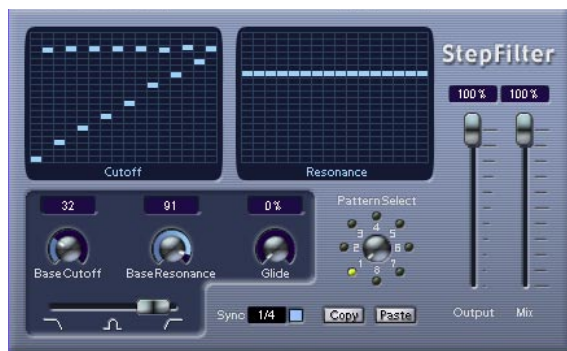 StepFilter
100% 100%
Cutoff Resonance
32 91 0%
Pattern Select
1 2 3 4 5 6 7 8
Base Cutoff Base Resonance Glide
Sync 1/4 Copy Paste Output Mix